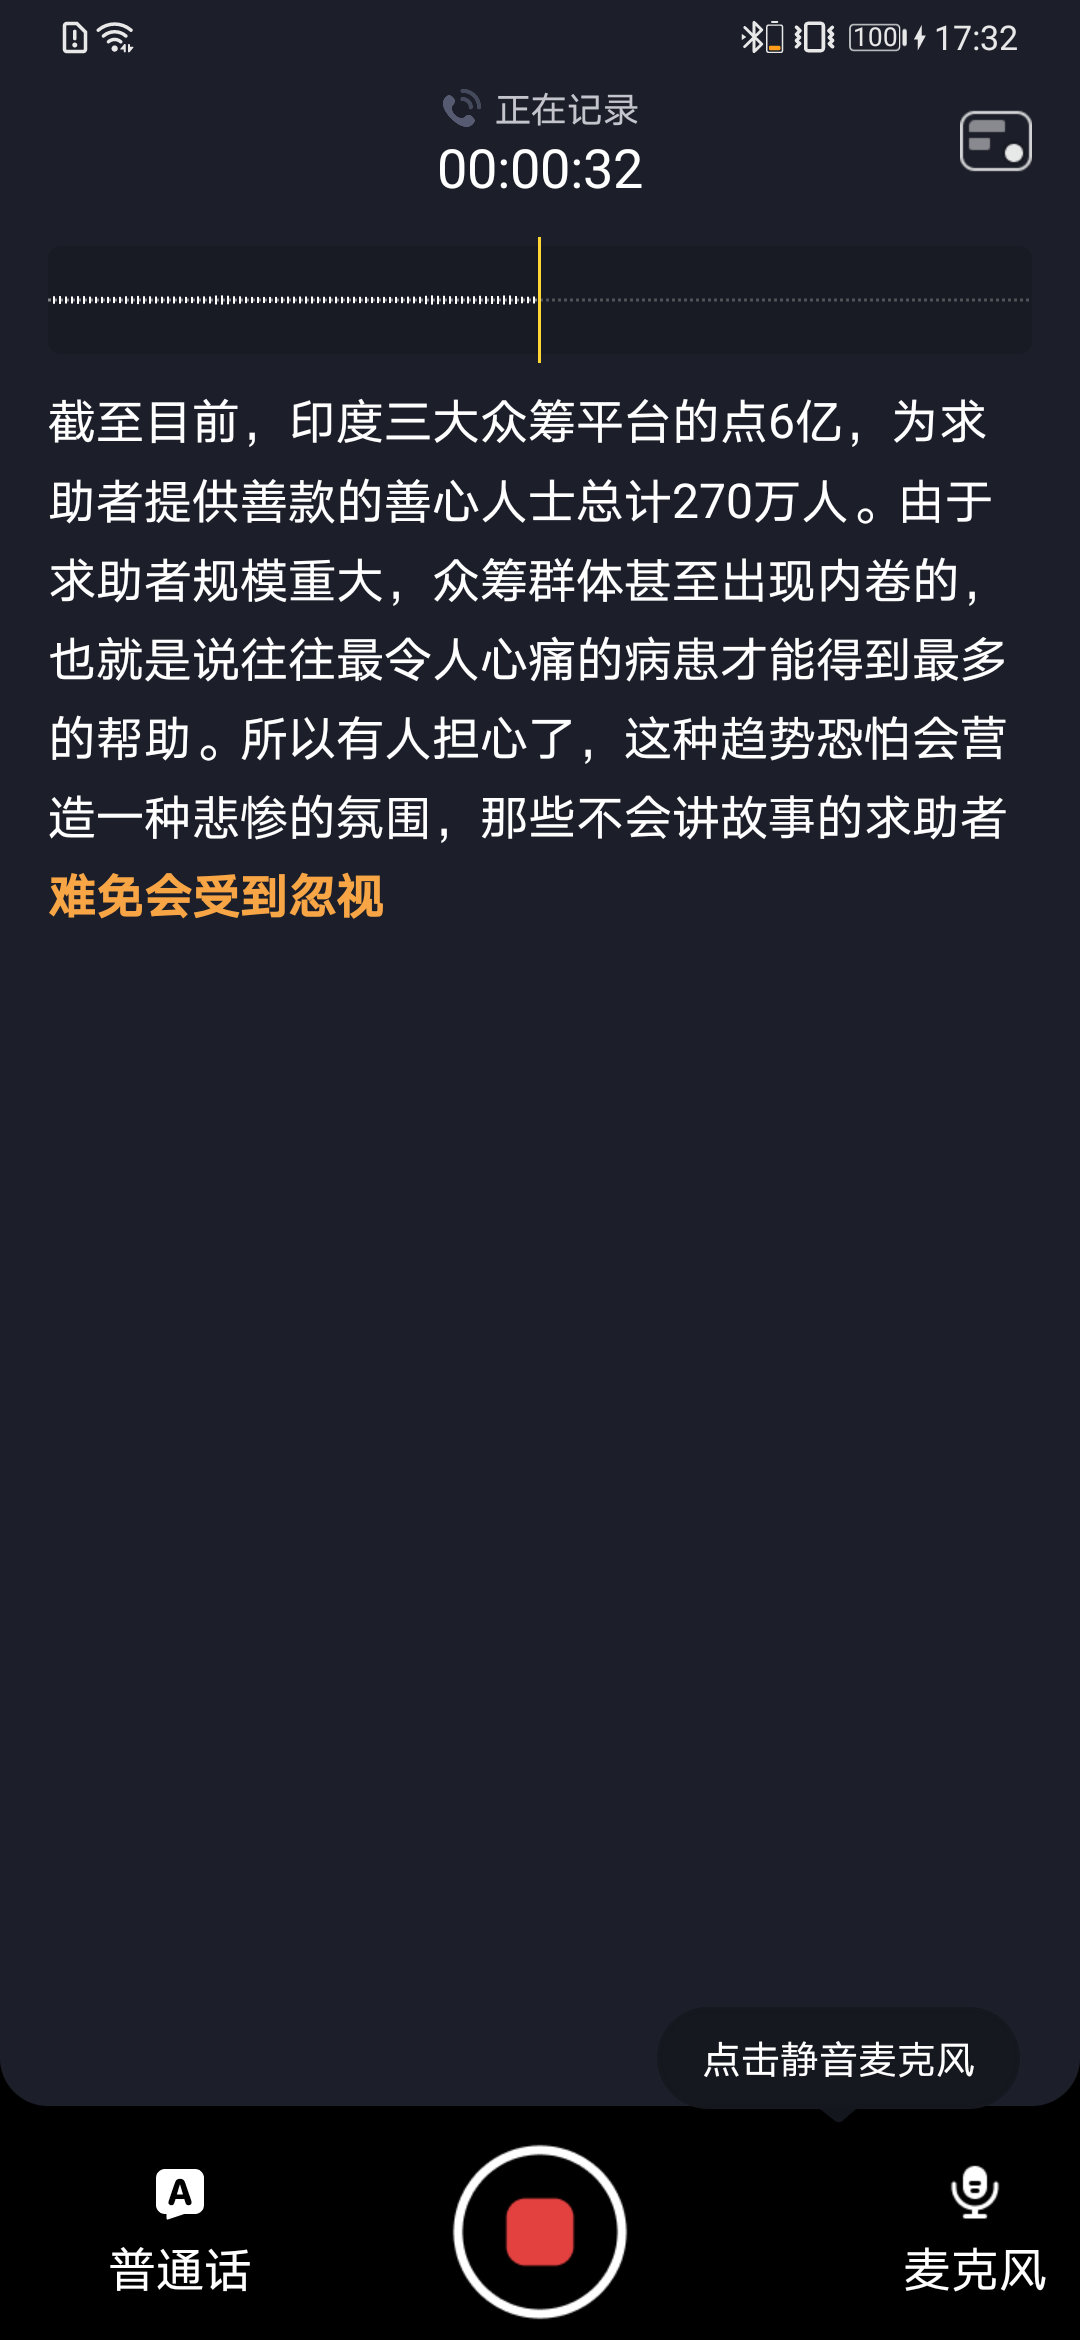 100 17:32
正在记录
00:00:32
截至目前，印度三大众筹平台的点6亿，为求
助者提供善款的善心人士总计270万人。由于
求助者规模重大，众筹群体甚至出现内卷的，
也就是说往往最令人心痛的病患才能得到最多
的帮助。所以有人担心了，这种趋势恐怕会营
造一种悲惨的氛围，那些不会讲故事的求助者
难免会受到忽视
点击静音麦克风
A
普通话
麦克风